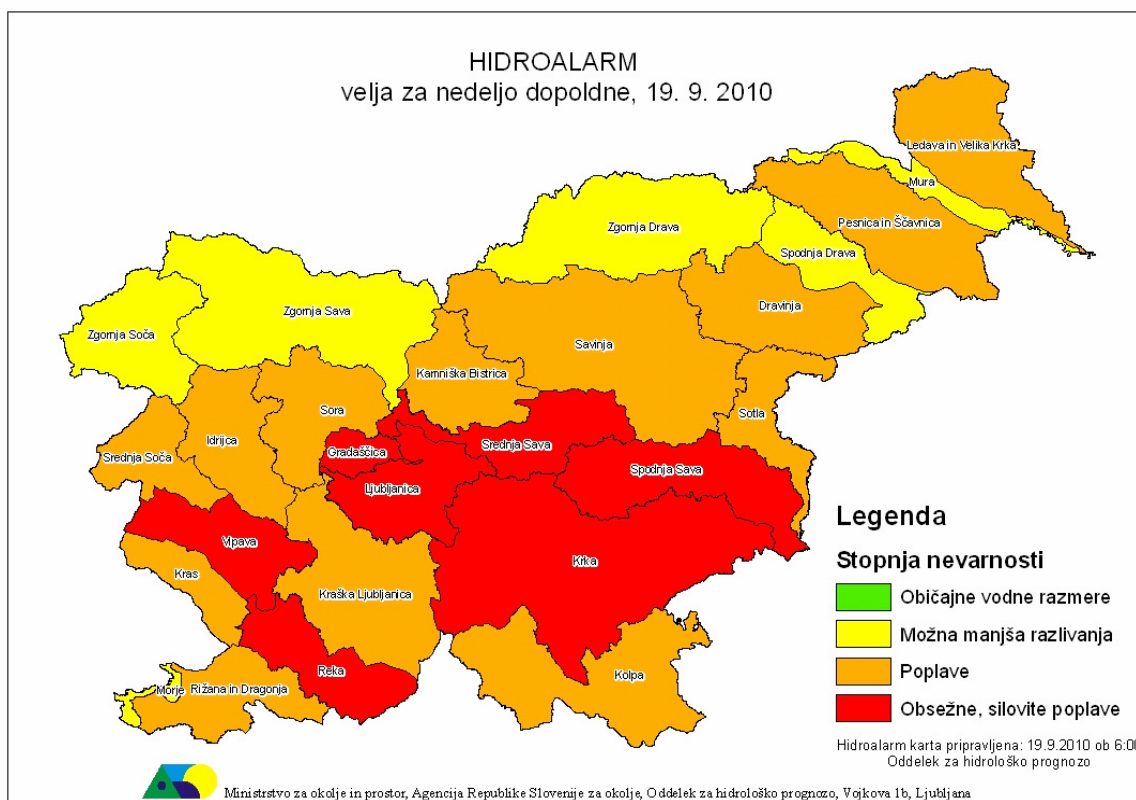 HIDROALARM
velja za nedeljo dopoldne, 19. 9. 2010
Ledava in Velika Krka
Mura
Pesnica in Ščavnica
Zgornja Drava
Spodnja Drava
Dravinja
Zgornja Sava
Zgornja Soča
Savinja
Kamniška Bistrica
Sora
Sotla
Idrijca
Srednja Sava
Gradaščica
Srednja Soča
Spodnja Sava
Ljubljanica
Vipava
Krka
Kras
Kraška Ljubljanica
Reka
Kolpa
Morje
Rižana in Dragonja
Legenda
Stopnja nevarnosti
Običajne vodne razmere
Možna manjša razlivanja
Poplave
Obsežne, silovite poplave
Hidroalarm karta pripravljena: 19.9.2010 ob 6:00
Oddelek za hidrološko prognozo
Ministrstvo za okolje in prostor, Agencija Republike Slovenije za okolje, Oddelek za hidrološko prognozo, Vojkova 1b, Ljubljana